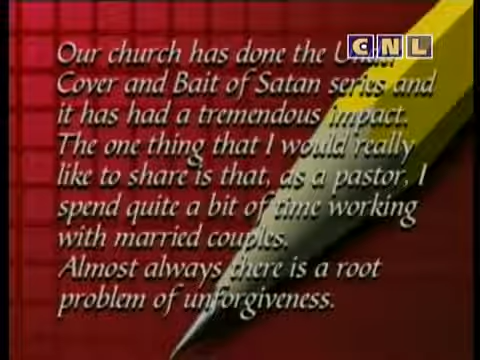 CNL
Our church has done the Under
Cover and Bait of Satan series and
it has had a tremendous impact.
The one thing that I would really
like to share is that, as a pastor, I
spend quite a bit of time working
with married couples.
Almost always there is a root
problem of unforgiveness.